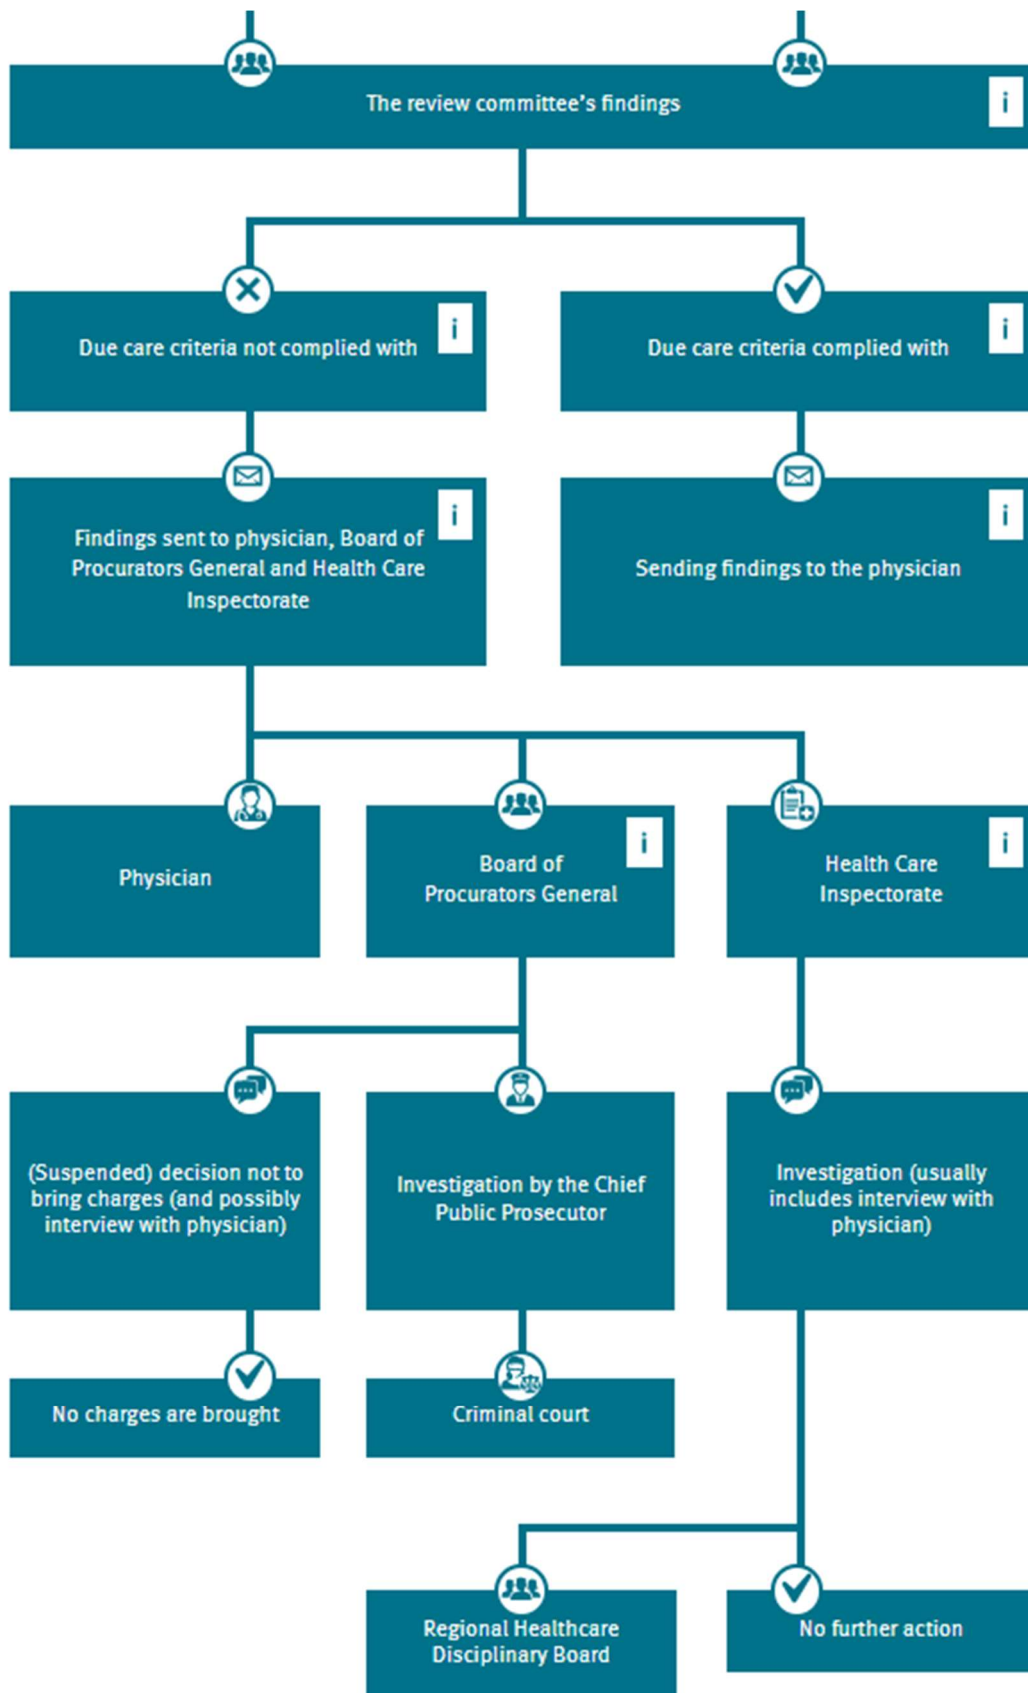 The review committee's findings
i
Due care criteria not complied with
i
Due care criteria complied with
i
Findings sent to physician, Board of
Procurators General and Health Care
Inspectorate
i
Sending findings to the physician
i
Physician
Board of
Procurators General
i
Health Care
Inspectorate
i
(Suspended) decision not to
bring charges (and possibly
interview with physician)
Investigation by the Chief
Public Prosecutor
Investigation (usually
includes interview with
physician)
No charges are brought
Criminal court
Regional Healthcare
Disciplinary Board
No further action